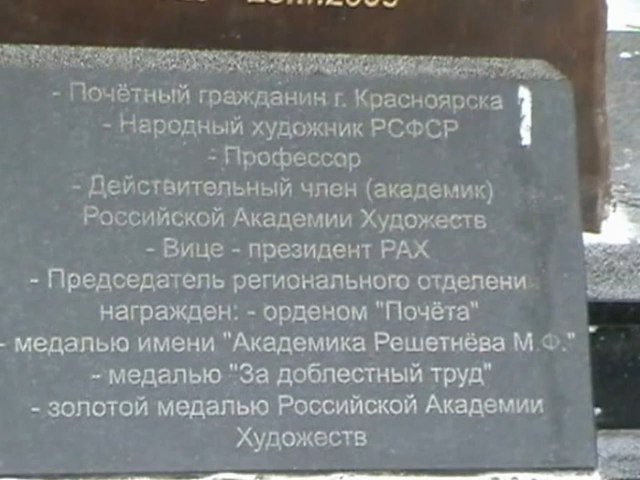 - Почётный гражданин г. Красноярска
- Народный художник РСФСР
- Профессор
- Действительный член (академик)
Российской Академии Художеств
- Вице - президент РАХ
- Председатель регионального отделени
награжден: - орденом "Почёта"
- медалью имени "Академика Решетнёва М.Ф."
- медалью "За доблестный труд"
- золотой медалью Российской Академии
Художеств